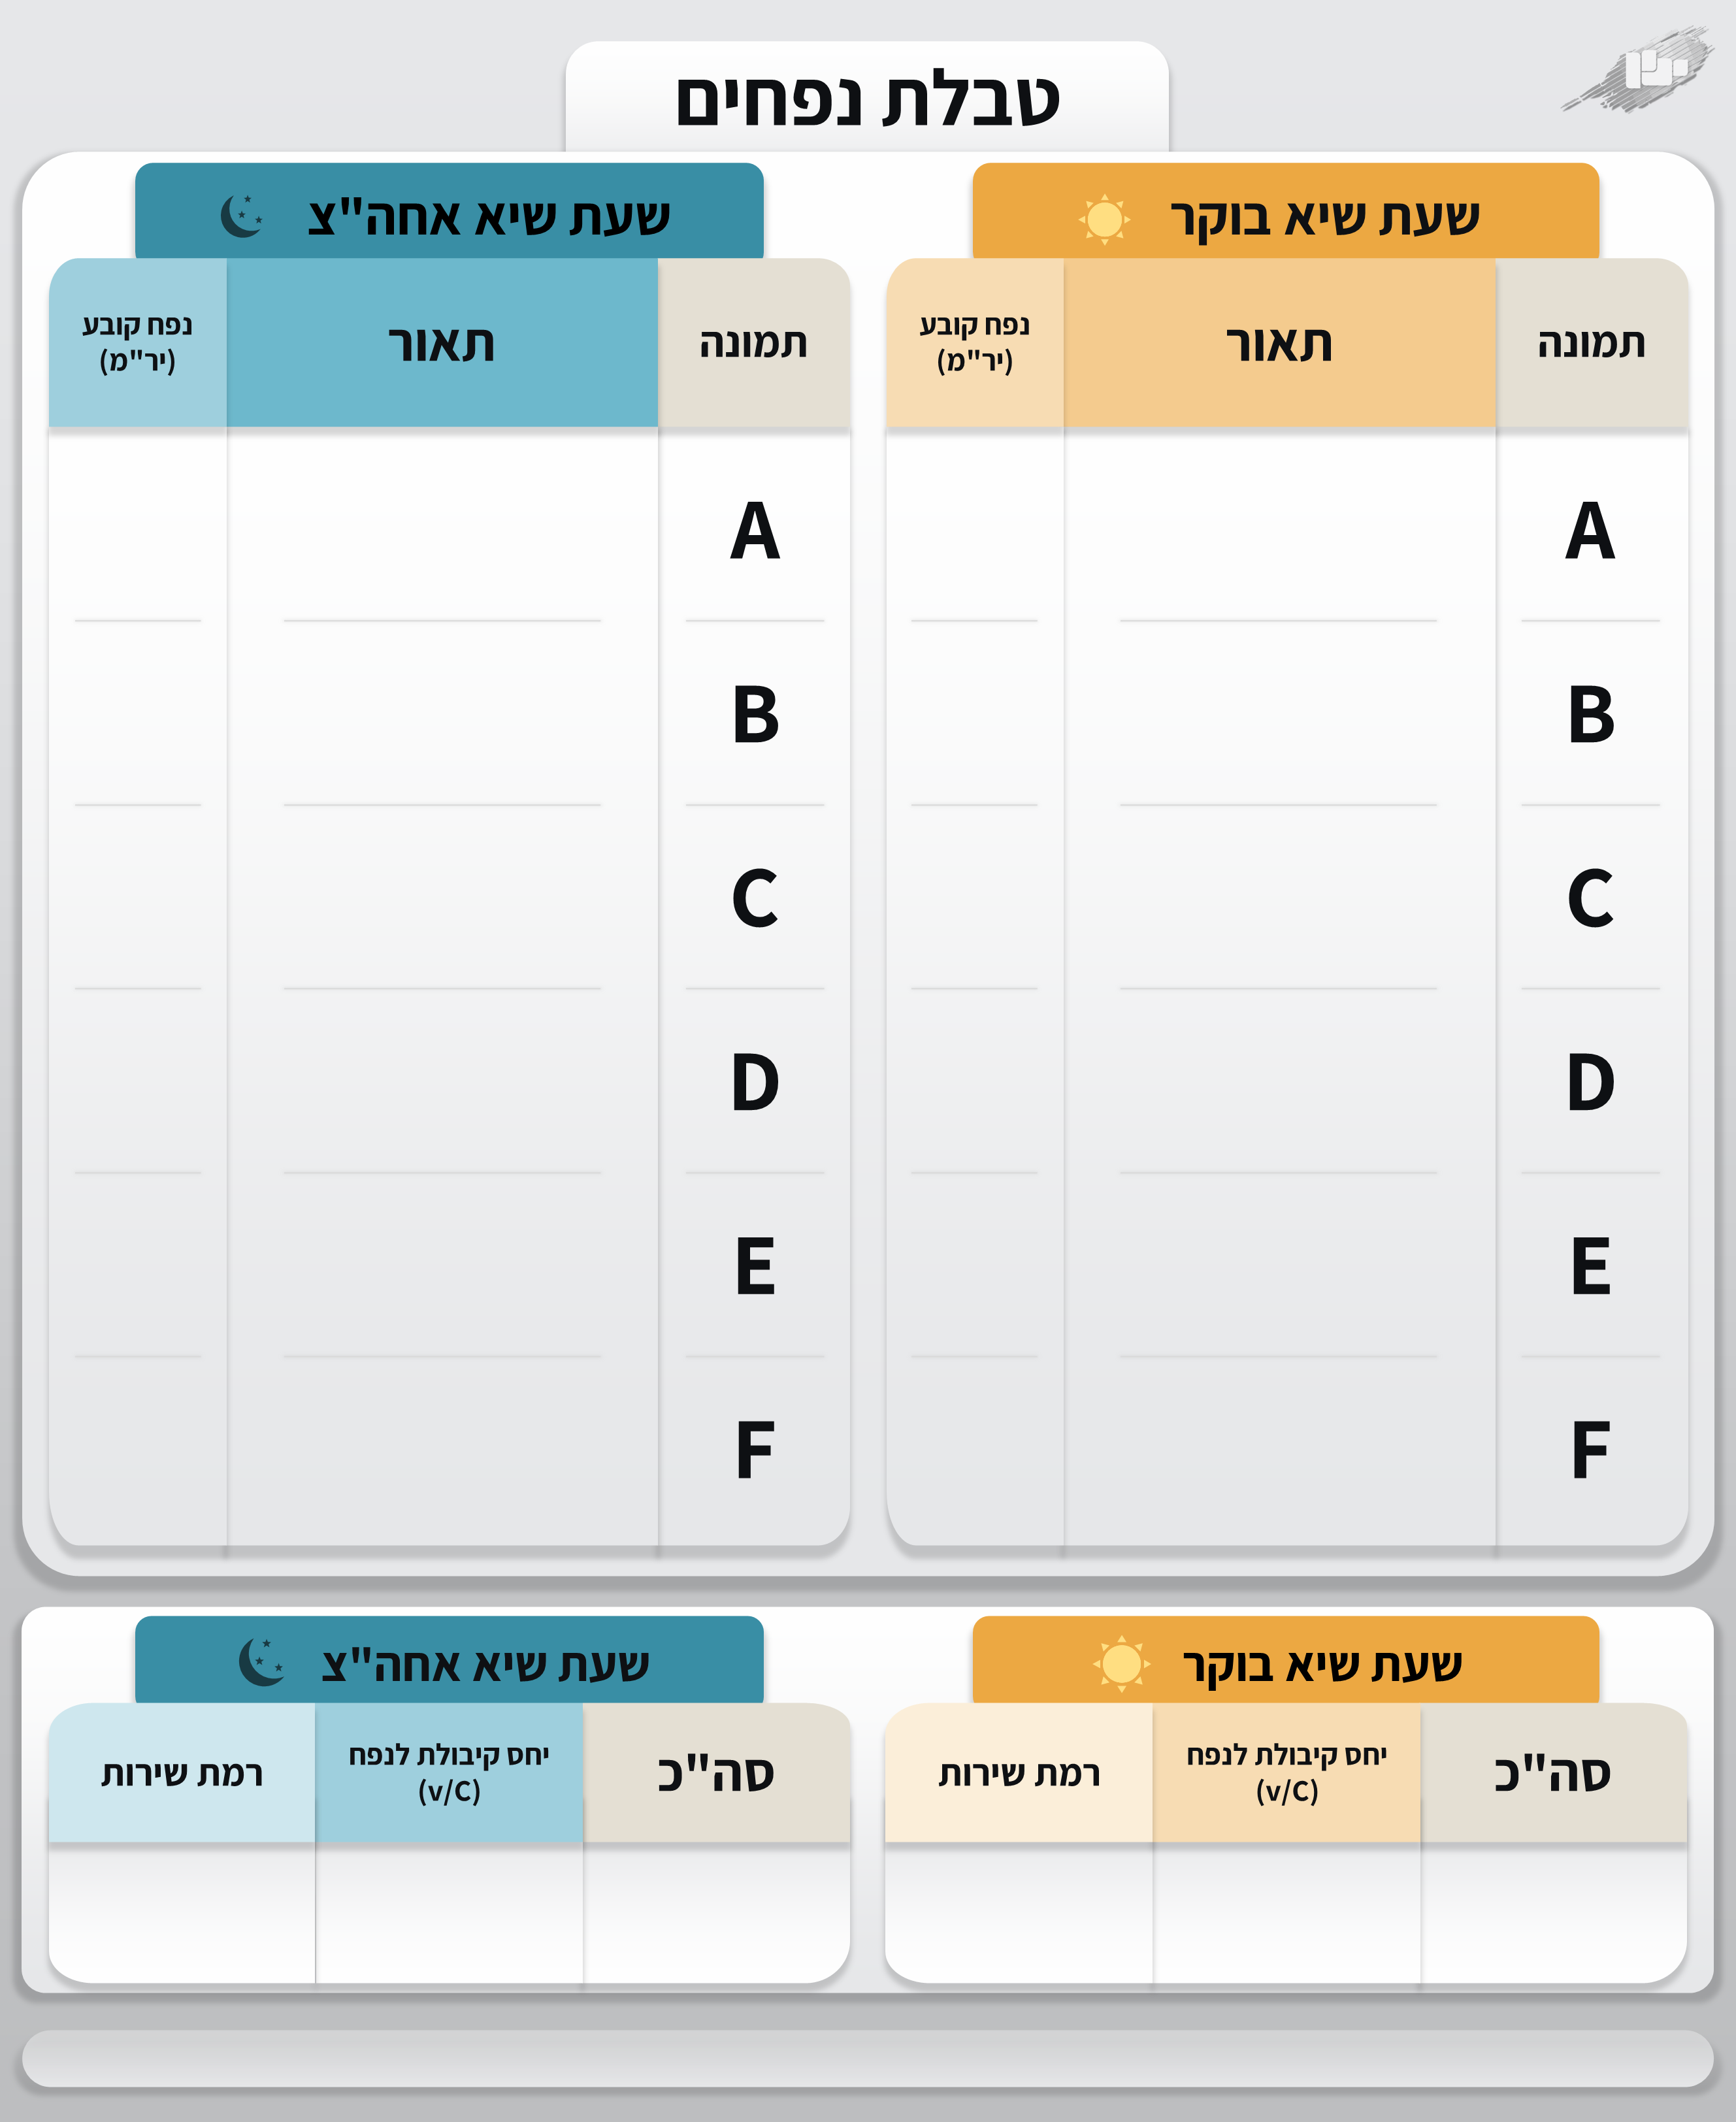 טבלת נפחים
שעת שיא בוקר
תמונה
תאור
נפח קובע
(יר"מ)
A
B
C
D
E
F
שעת שיא אחה"צ
תמונה
תאור
נפח קובע
(יר"מ)
A
B
C
D
E
F
שעת שיא בוקר
סה"כ
יחס קיבולת לנפח
(v/C)
רמת שירות
שעת שיא אחה"צ
סה"כ
יחס קיבולת לנפח
(v/C)
רמת שירות